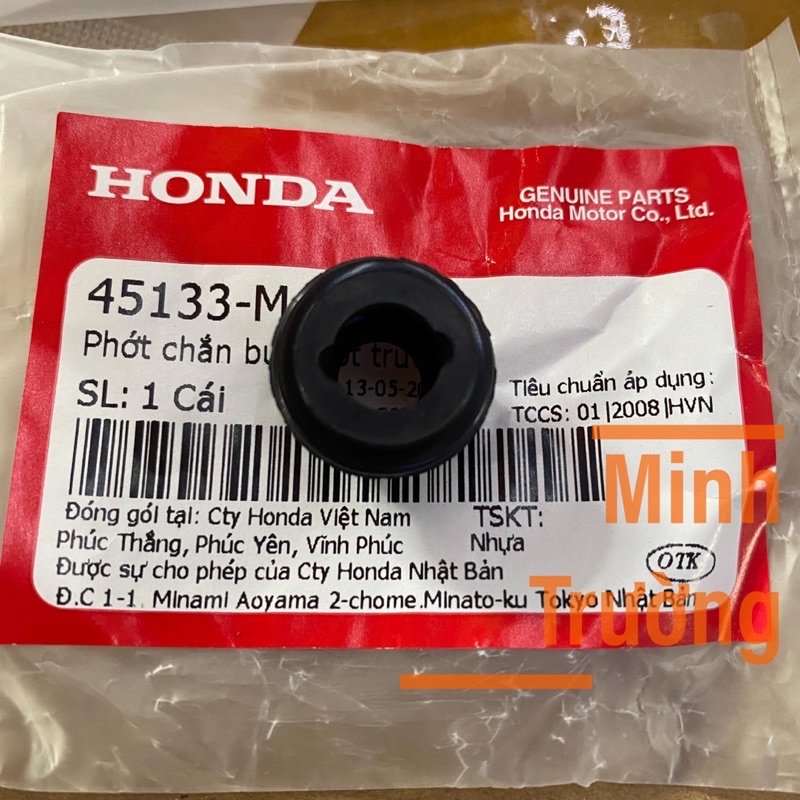 HONDA
GENUINE PARTS
Honda Motor Co., Ltd.
45133-M
Phớt chắn
SL: 1 Cái
13-05-20
Tiêu chuẩn áp dụng:
TCCS: 01|2008|HVN
Đóng gói tại: Cty Honda Việt Nam
Phúc Thắng, Phúc Yên, Vĩnh Phúc
TSKT:
Nhựa
Được sự cho phép của Cty Honda Nhật Bản
OTK
Đ.C 1-1. Minami Aoyama 2-chome.Minato-ku Tokyo Nhật Bản
Minh
Trường